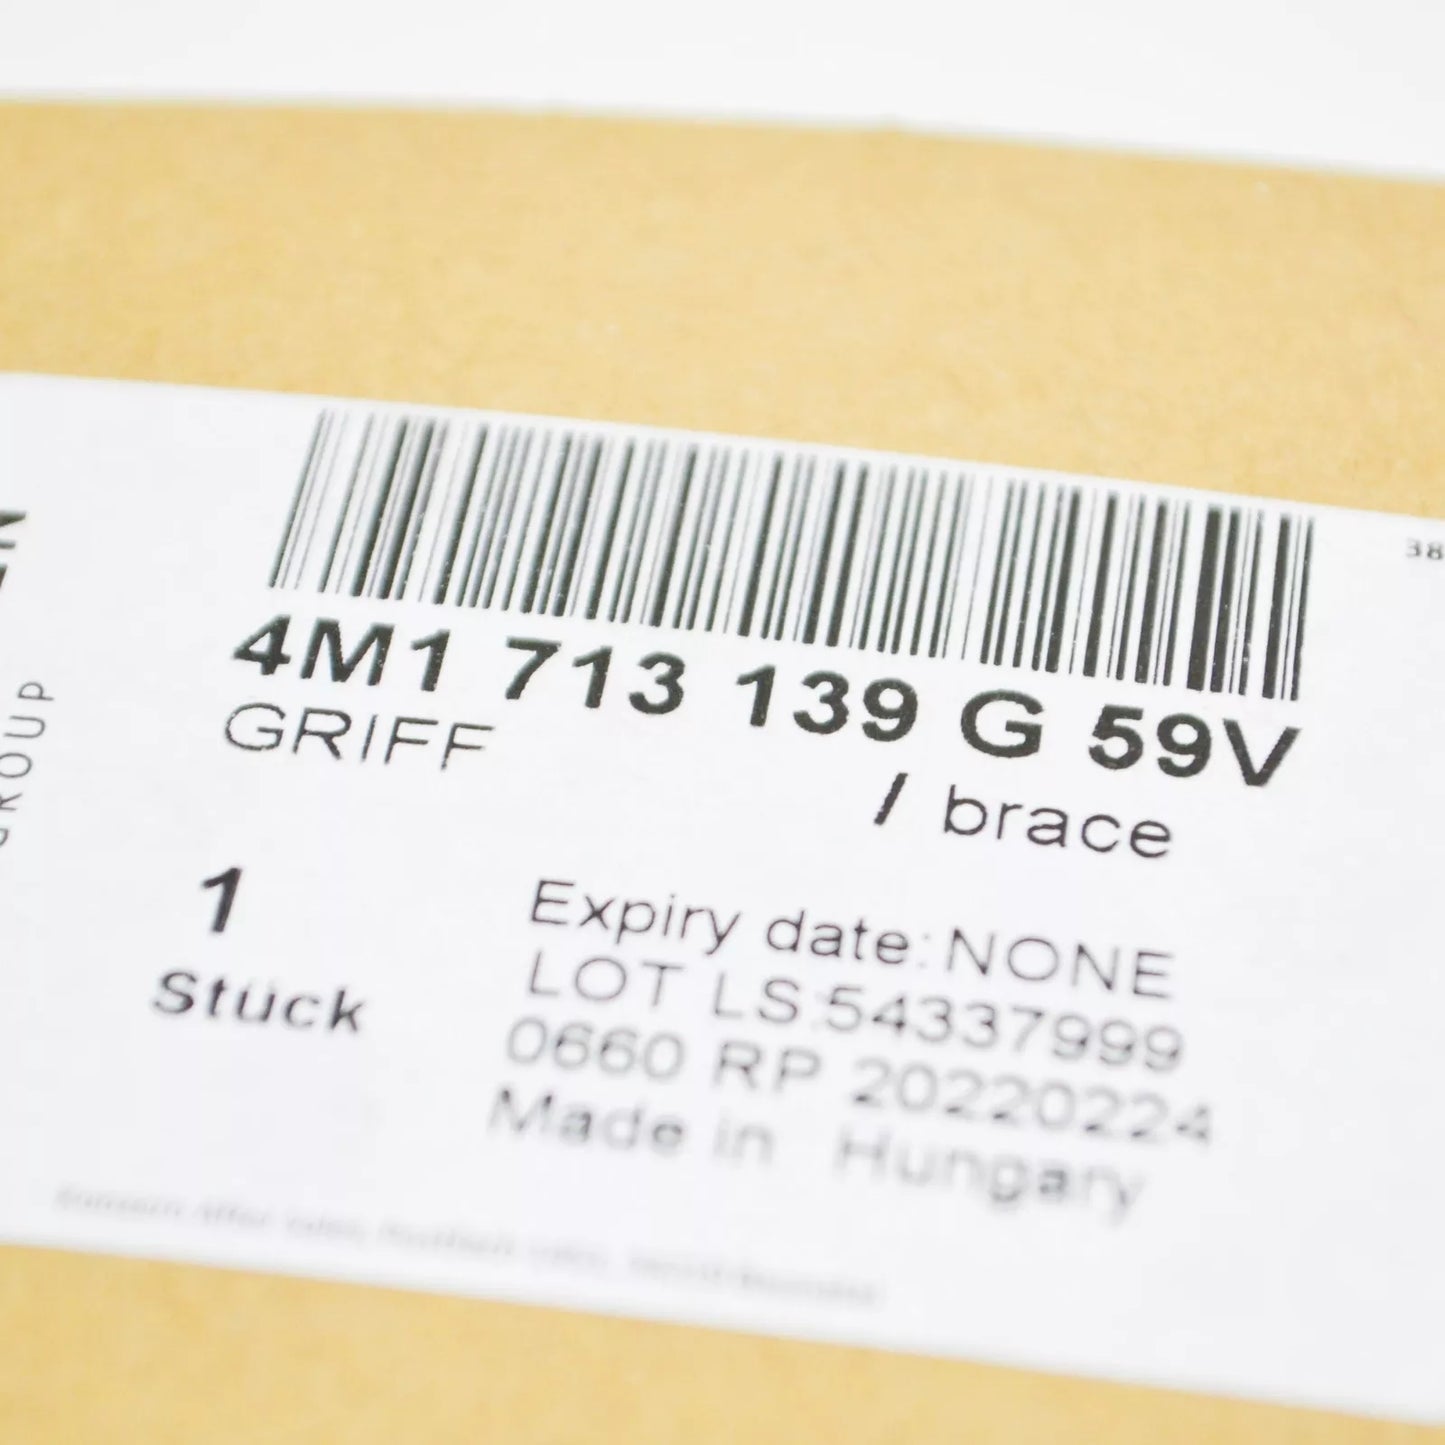 38
4M1 713 139 G 59V
GRIFF
/ brace
1
Stück
Expiry date: NONE
LOT LS:54337999
0660 RP 20220224
Made in Hungary
GROUP